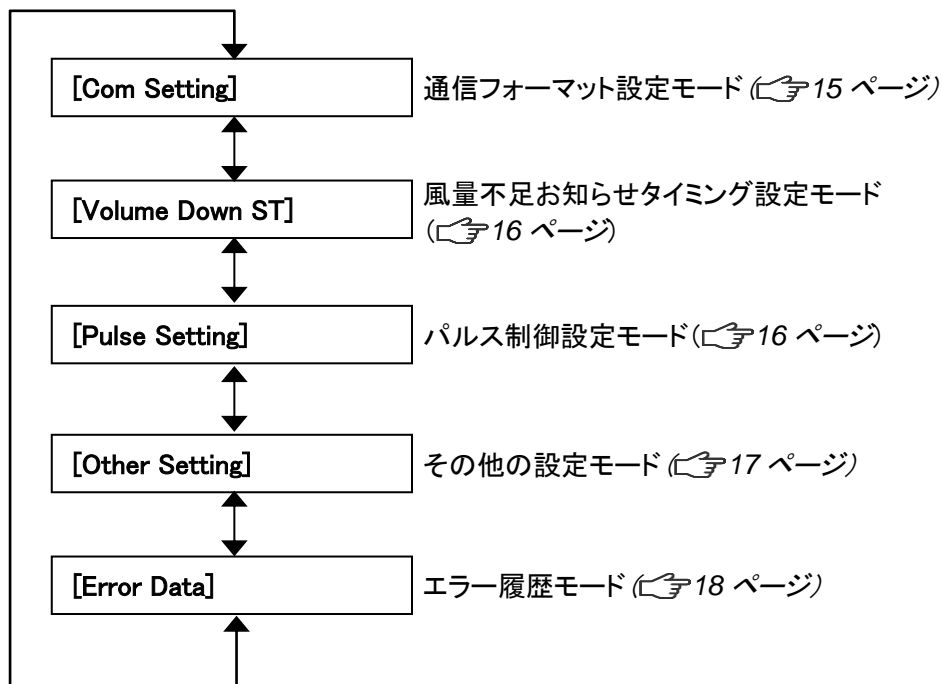 [Com Setting]
通信フォーマット設定モード(☞15 ページ)
[Volume Down ST]
風量不足お知らせタイミング設定モード
(☞16 ページ)
[Pulse Setting]
パルス制御設定モード(☞16 ページ)
[Other Setting]
その他の設定モード(☞17 ページ)
[Error Data]
エラー履歴モード(☞18 ページ)